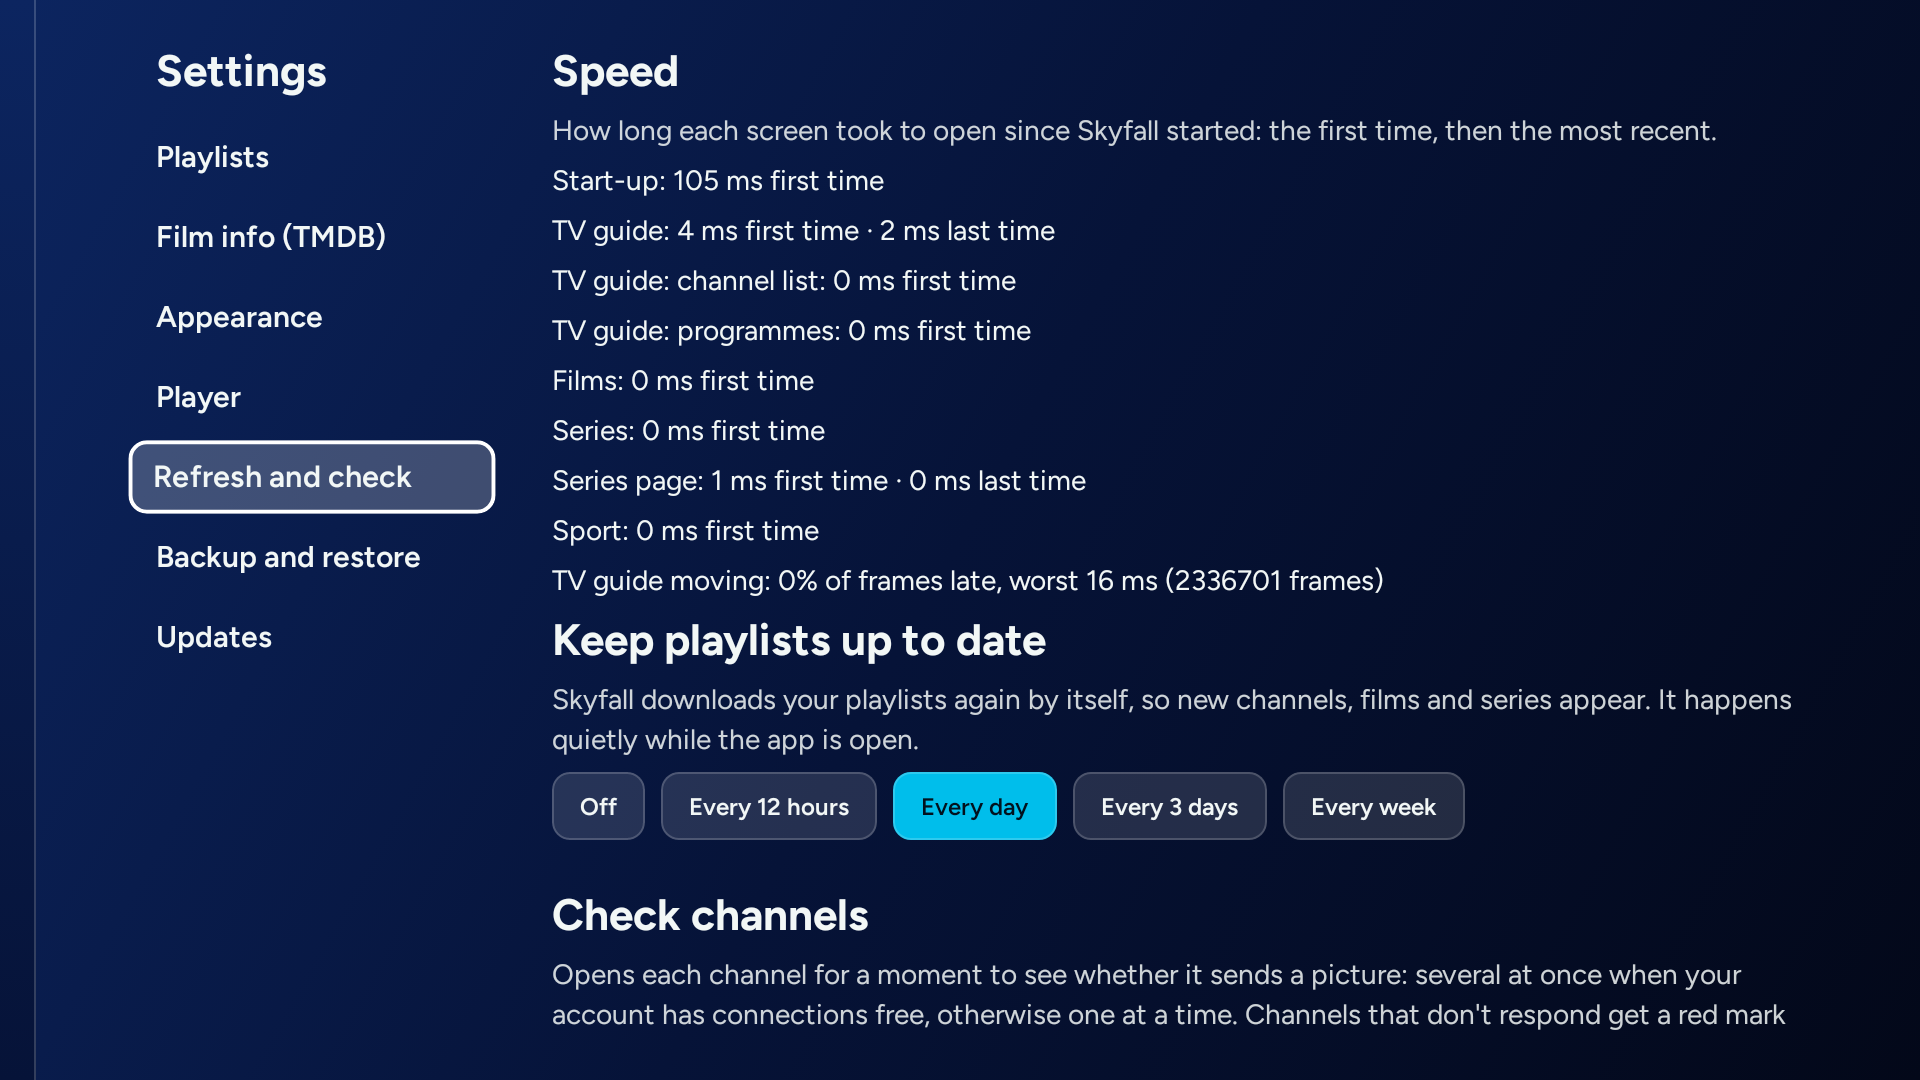 Settings
Playlists
Film info (TMDB)
Appearance
Player
Refresh and check
Backup and restore
Updates
Speed
How long each screen took to open since Skyfall started: the first time, then the most recent.
Start-up: 105 ms first time
TV guide: 4 ms first time · 2 ms last time
TV guide: channel list: 0 ms first time
TV guide: programmes: 0 ms first time
Films: 0 ms first time
Series: 0 ms first time
Series page: 1 ms first time · 0 ms last time
Sport: 0 ms first time
TV guide moving: 0% of frames late, worst 16 ms (2336701 frames)
Keep playlists up to date
Skyfall downloads your playlists again by itself, so new channels, films and series appear. It happens
quietly while the app is open.
Off Every 12 hours Every day Every 3 days Every week
Check channels
Opens each channel for a moment to see whether it sends a picture: several at once when your
account has connections free, otherwise one at a time. Channels that don't respond get a red mark